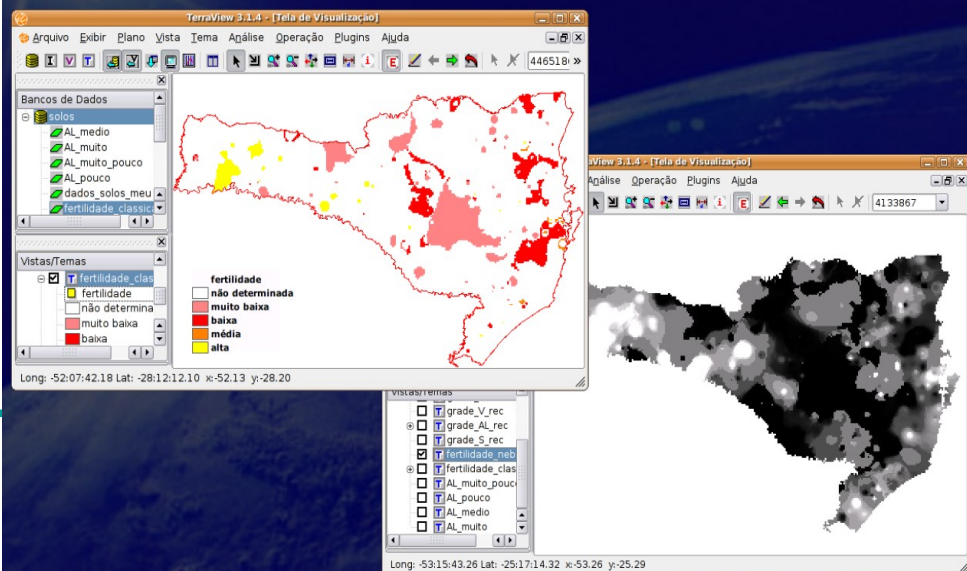 TerraView 3.1.4 - [Tela de Visualização]
Arquivo Exibir Plano Vista Tema Análise Operação Plugins Ajuda
I V T E 446518
Bancos de Dados
solos
AL_medio
AL_muito
AL_muito_pouco
AL_pouco
dados_solos_meu
fertilidade_classic
Vistas/Temas
T fertilidade_clas
fertilidade
não determina
muito baixa
baixa
fertilidade
não determinada
muito baixa
baixa
média
alta
Long: -52:07:42.18 Lat: -28:12:12.10 x:-52.13 y:-28.20
aView 3.1.4 - [Tela de Visualização]
Análise Operação Plugins Ajuda
E 4133867
Vistas/Temas
T grade_V_rec
T grade_AL_rec
T grade_S_rec
T fertilidade_neb
T fertilidade_clas
T AL_muito_pouc
T AL_pouco
T AL_medio
T AL_muito
Long: -53:15:43.26 Lat: -25:17:14.32 x:-53.26 y:-25.29